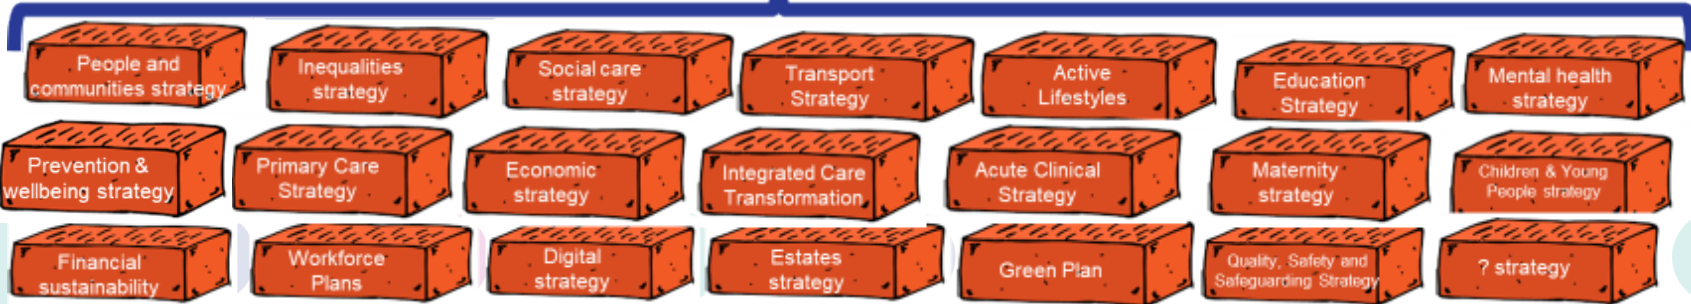 People and
communities strategy
Inequalities
strategy
Social care
strategy
Transport
Strategy
Active
Lifestyles
Education
Strategy
Mental health
strategy
Prevention &
wellbeing strategy
Primary Care
Strategy
Economic
strategy
Integrated Care
Transformation
Acute Clinical
Strategy
Maternity
strategy
Children & Young
People strategy
Financial
sustainability
Workforce
Plans
Digital
strategy
Estates
strategy
Green Plan
Quality, Safety and
Safeguarding Strategy
? strategy